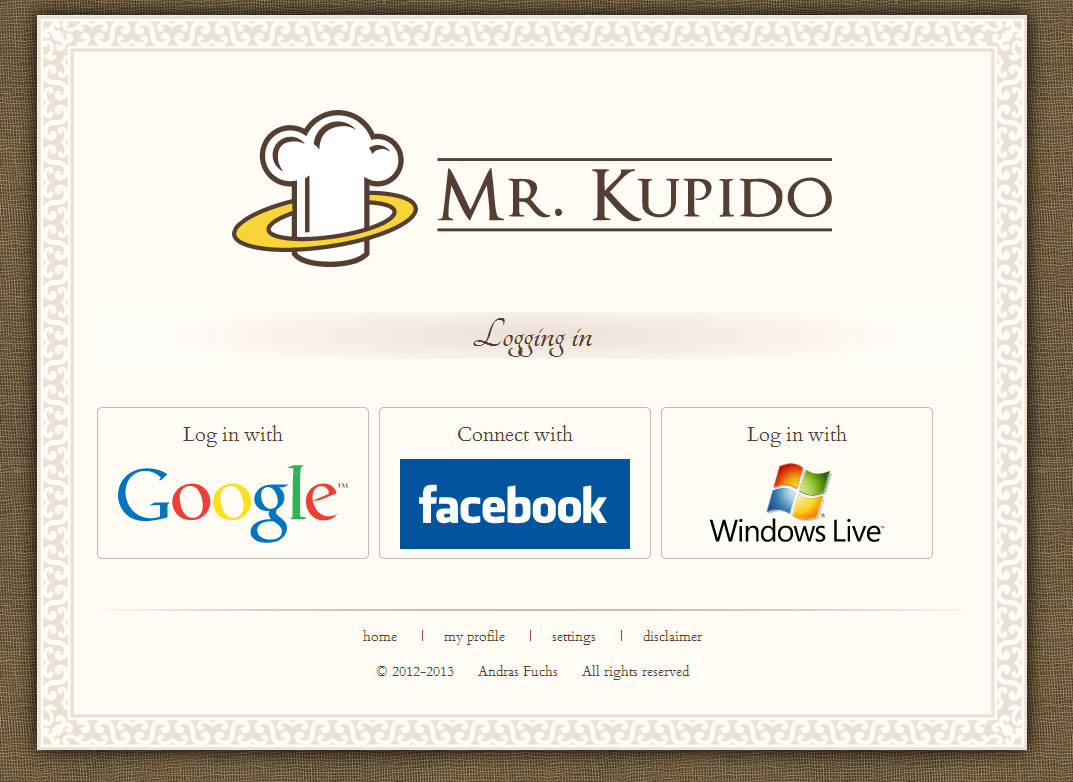 Mr. Kupido
Logging in
Log in with
Google™
Connect with
facebook
Log in with
Windows Live™
home | my profile | settings | disclaimer
© 2012-2013 Andras Fuchs All rights reserved